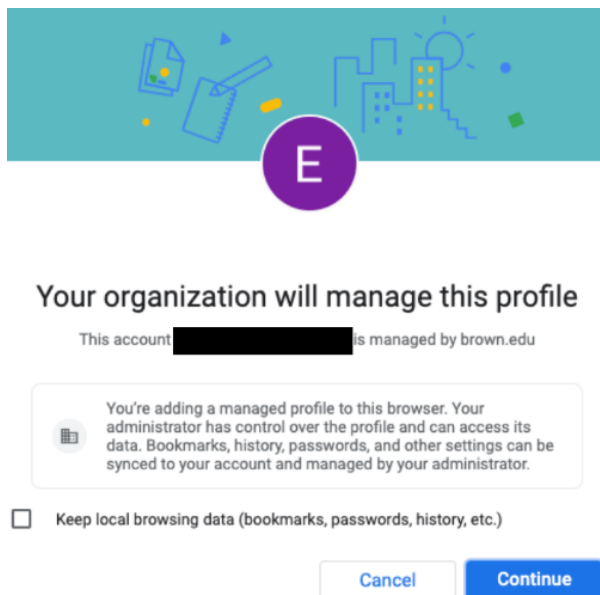 E
Your organization will manage this profile
This account is managed by brown.edu
You're adding a managed profile to this browser. Your
administrator has control over the profile and can access its
data. Bookmarks, history, passwords, and other settings can be
synced to your account and managed by your administrator.
Keep local browsing data (bookmarks, passwords, history, etc.)
Cancel Continue